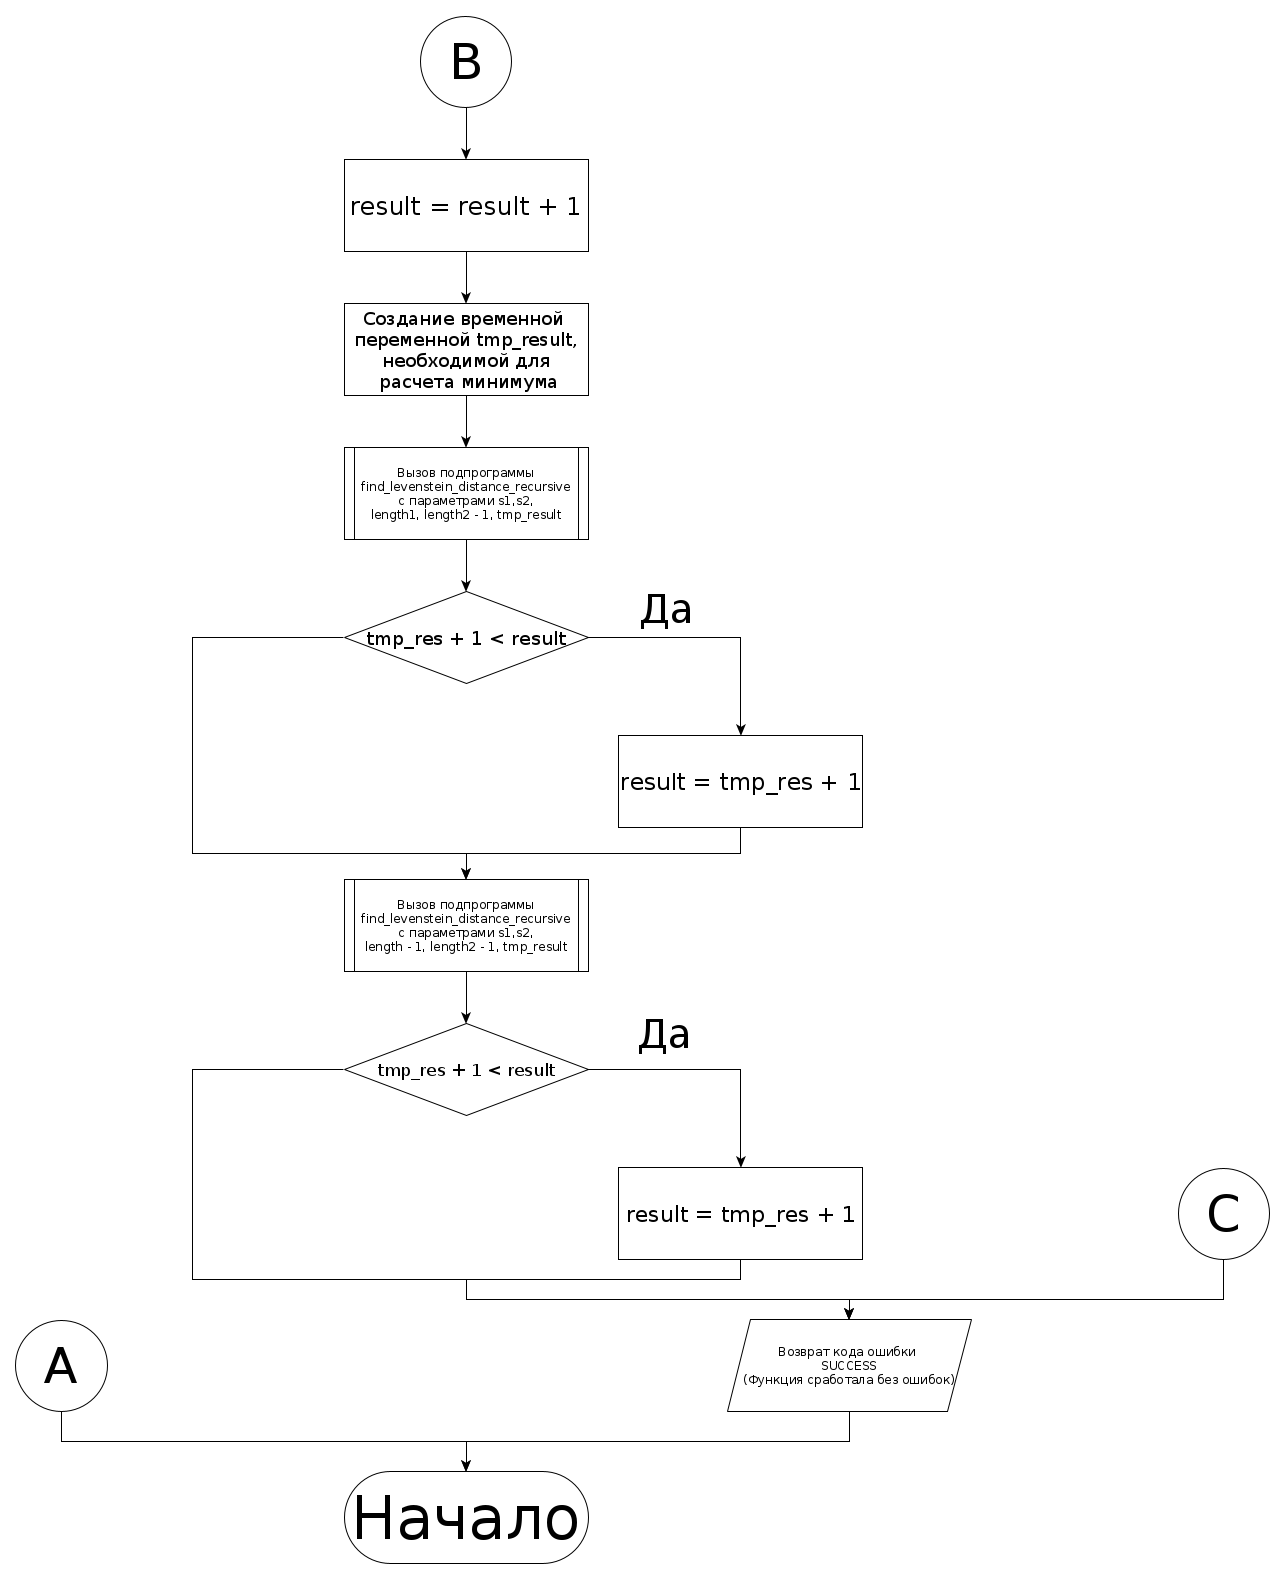 B
result = result + 1
Создание временной
переменной tmp_result,
необходимой для
расчета минимума
Вызов подпрограммы
find_levenstein_distance_recursive
с параметрами s1,s2,
length1, length2 - 1, tmp_result
Да
tmp_res + 1 < result
result = tmp_res + 1
Вызов подпрограммы
find_levenstein_distance_recursive
с параметрами s1,s2,
length - 1, length2 - 1, tmp_result
Да
tmp_res + 1 < result
result = tmp_res + 1
C
Возврат кода ошибки
SUCCESS
(Функция сработала без ошибок)
A
Начало